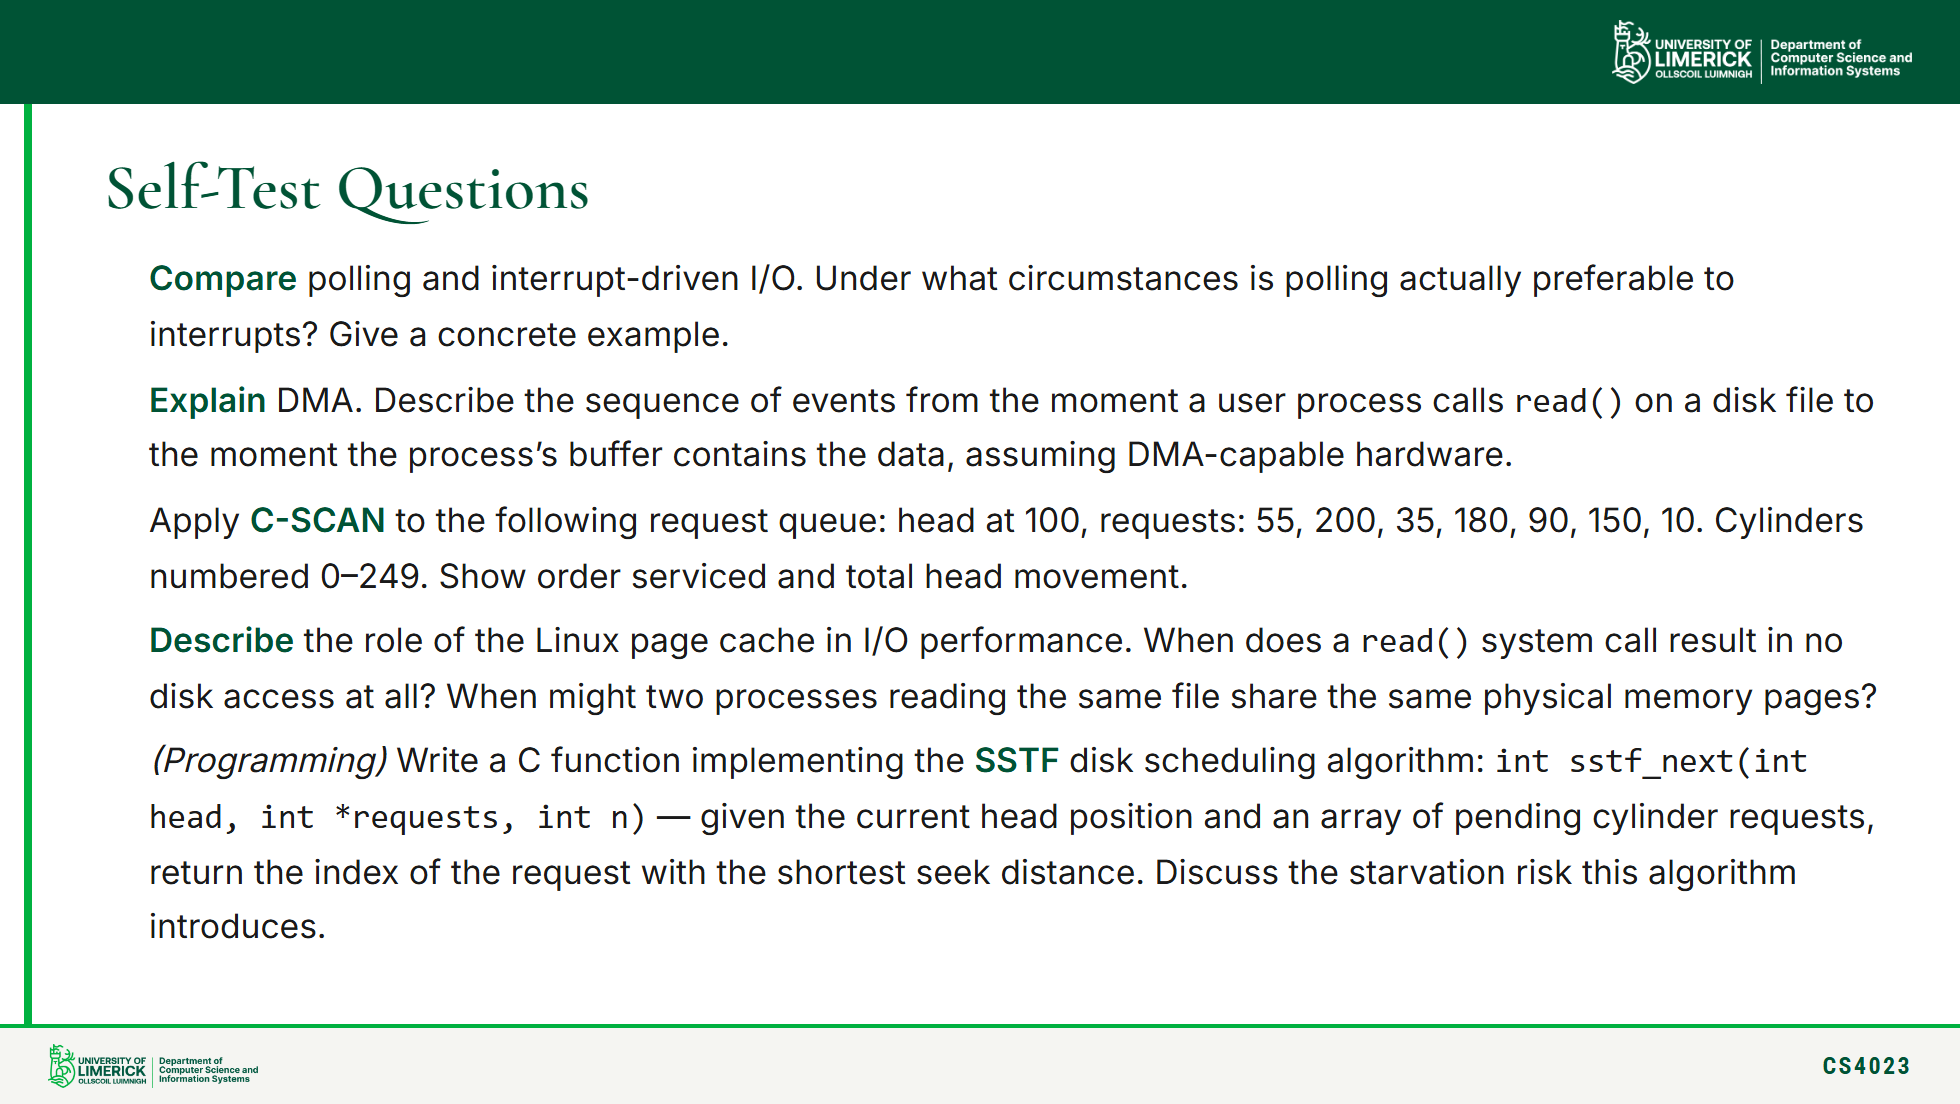 UNIVERSITY OF
LIMERICK
OLLSCOIL LUIMNIGH
Department of
Computer Science and
Information Systems
Self-Test Questions
Compare polling and interrupt-driven I/O. Under what circumstances is polling actually preferable to
interrupts? Give a concrete example.
Explain DMA. Describe the sequence of events from the moment a user process calls read() on a disk file to
the moment the process’s buffer contains the data, assuming DMA-capable hardware.
Apply C-SCAN to the following request queue: head at 100, requests: 55, 200, 35, 180, 90, 150, 10. Cylinders
numbered 0–249. Show order serviced and total head movement.
Describe the role of the Linux page cache in I/O performance. When does a read() system call result in no
disk access at all? When might two processes reading the same file share the same physical memory pages?
(Programming) Write a C function implementing the SSTF disk scheduling algorithm: int sstf_next(int
head, int *requests, int n) — given the current head position and an array of pending cylinder requests,
return the index of the request with the shortest seek distance. Discuss the starvation risk this algorithm
introduces.
UNIVERSITY OF
LIMERICK
OLLSCOIL LUIMNIGH
Department of
Computer Science and
Information Systems
CS4023